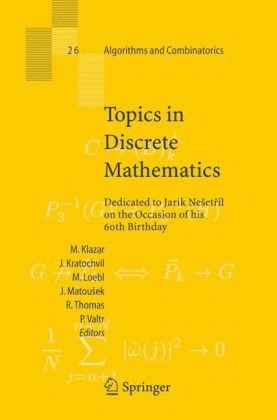 26 Algorithms and Combinatorics
Topics in
Discrete
Mathematics
Dedicated to Jarik Nešetřil
on the Occasion of his
60th Birthday
M. Klazar
J. Kratochvíl
M. Loebl
J. Matoušek
R. Thomas
P. Valtr
Editors
Springer